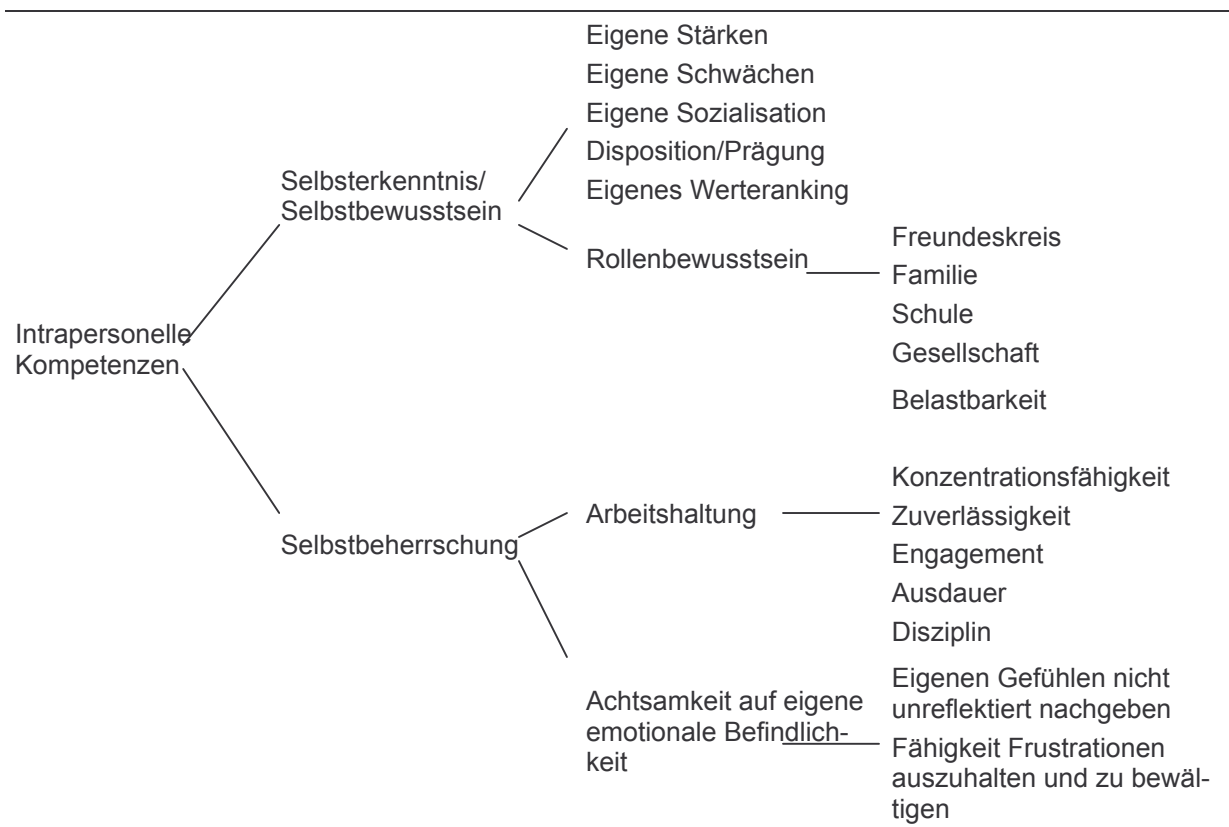 Eigene Stärken
Eigene Schwächen
Eigene Sozialisation
Disposition/Prägung
Eigenes Werteranking
Selbsterkenntnis/
Selbstbewusstsein
Rollenbewusstsein
Freundeskreis
Familie
Schule
Gesellschaft
Intrapersonelle
Kompetenzen
Belastbarkeit
Konzentrationsfähigkeit
Zuverlässigkeit
Engagement
Ausdauer
Disziplin
Arbeitshaltung
Selbstbeherrschung
Achtsamkeit auf eigene
emotionale Befindlich-
keit
Eigenen Gefühlen nicht
unreflektiert nachgeben
Fähigkeit Frustrationen
auszuhalten und zu bewäl-
tigen